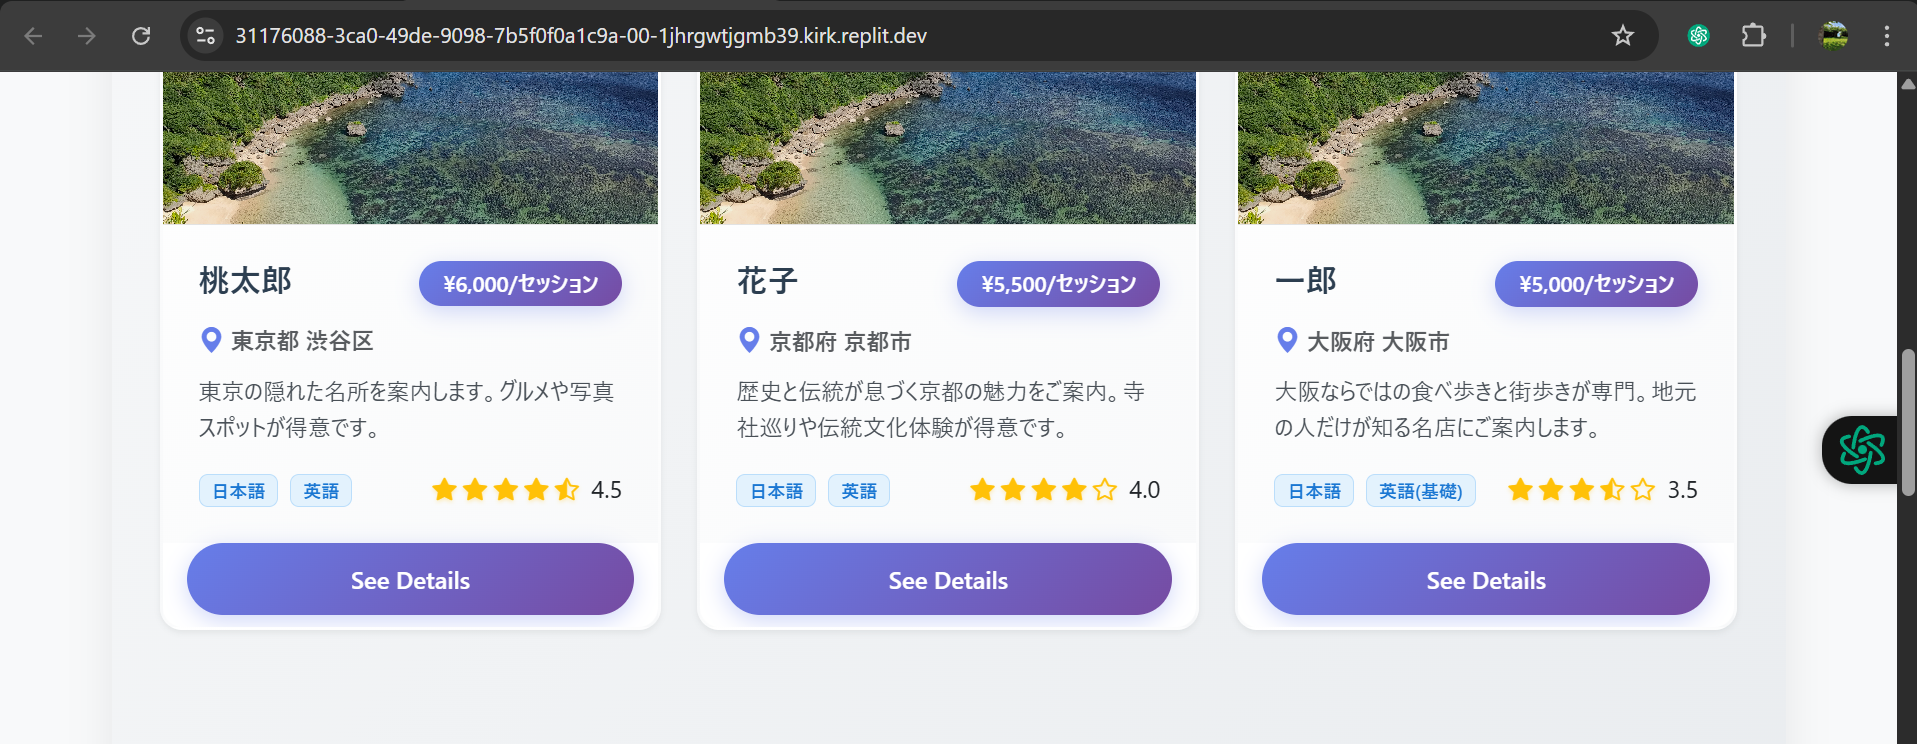 31176088-3ca0-49de-9098-7b5f0f0a1c9a-00-1jhrgwtjgmb39.kirk.replit.dev
桃太郎
¥6,000/セッション
東京都 渋谷区
東京の隠れた名所を案内します。グルメや写真
スポットが得意です。
日本語 英語 4.5
See Details
花子
¥5,500/セッション
京都府 京都市
歴史と伝統が息づく京都の魅力をご案内。寺
社巡りや伝統文化体験が得意です。
日本語 英語 4.0
See Details
一郎
¥5,000/セッション
大阪府 大阪市
大阪ならではの食べ歩きと街歩きが専門。地元
の人だけが知る名店にご案内します。
日本語 英語(基礎) 3.5
See Details